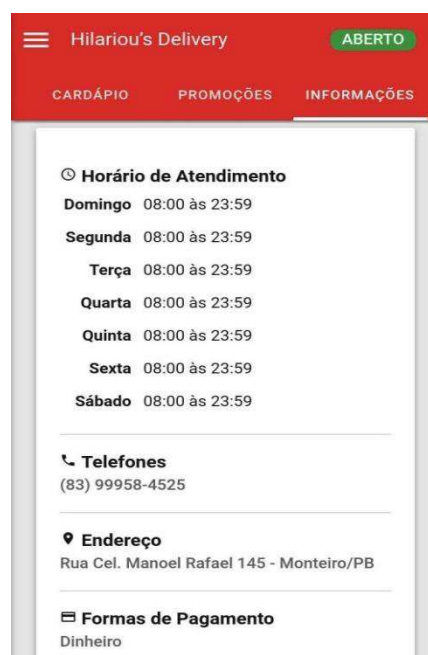 Hilariou's Delivery ABERTO
CARDÁPIO PROMOÇÕES INFORMAÇÕES
Horário de Atendimento
Domingo 08:00 às 23:59
Segunda 08:00 às 23:59
Terça 08:00 às 23:59
Quarta 08:00 às 23:59
Quinta 08:00 às 23:59
Sexta 08:00 às 23:59
Sábado 08:00 às 23:59
Telefones
(83) 99958-4525
Endereço
Rua Cel. Manoel Rafael 145 - Monteiro/PB
Formas de Pagamento
Dinheiro